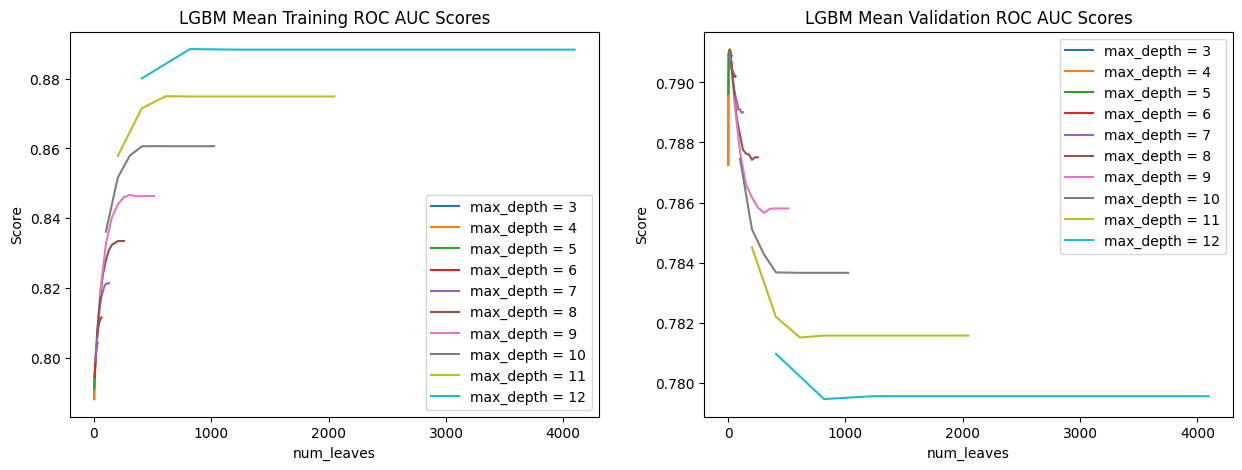 LGBM Mean Training ROC AUC Scores
Score
0.88
0.86
0.84
0.82
0.80
0
1000
2000
3000
4000
num_leaves
max_depth = 3
max_depth = 4
max_depth = 5
max_depth = 6
max_depth = 7
max_depth = 8
max_depth = 9
max_depth = 10
max_depth = 11
max_depth = 12
LGBM Mean Validation ROC AUC Scores
Score
0.790
0.788
0.786
0.784
0.782
0.780
0
1000
2000
3000
4000
num_leaves
max_depth = 3
max_depth = 4
max_depth = 5
max_depth = 6
max_depth = 7
max_depth = 8
max_depth = 9
max_depth = 10
max_depth = 11
max_depth = 12